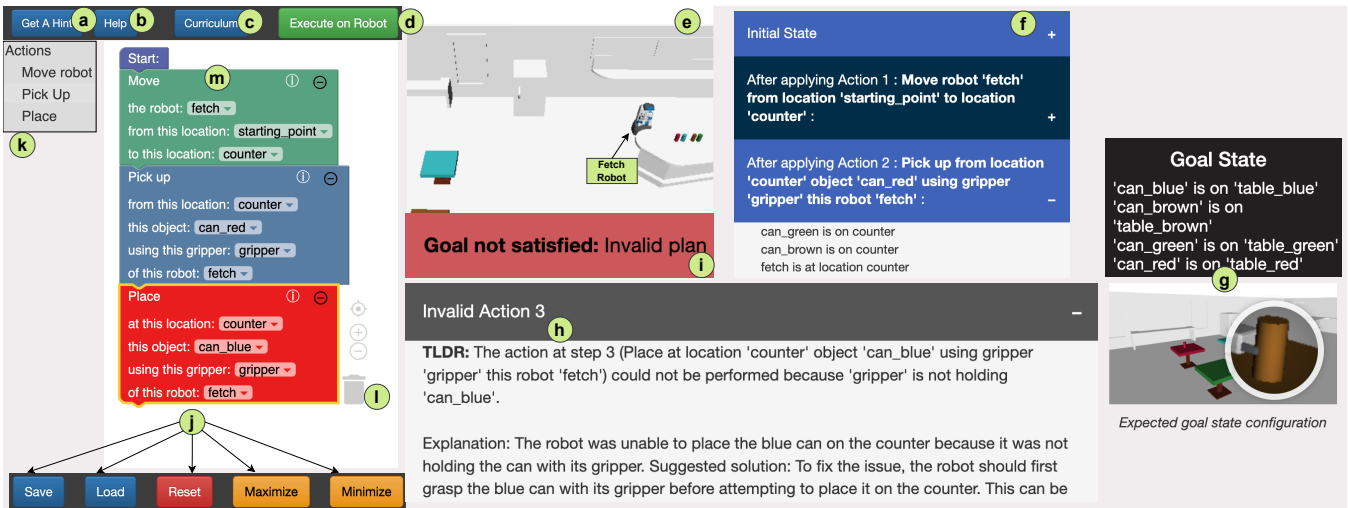 Get A Hint
a
Help
b
Curriculum
c
Execute on Robot
d
Actions
Move robot
Pick Up
Place
k
Start:
m
Move
the robot: fetch
from this location: starting_point
to this location: counter
Pick up
from this location: counter
this object: can_red
using this gripper: gripper
of this robot: fetch
Place
at this location: counter
this object: can_blue
using this gripper: gripper
of this robot: fetch
l
j
Save
Load
Reset
Maximize
Minimize
e
Fetch
Robot
Goal not satisfied: Invalid plan
i
f
Initial State
+
After applying Action 1 : Move robot 'fetch'
from location 'starting_point' to location
'counter' :
+
After applying Action 2 : Pick up from location
'counter' object 'can_red' using gripper
'gripper' this robot 'fetch' :
−
can_green is on counter
can_brown is on counter
fetch is at location counter
Goal State
'can_blue' is on 'table_blue'
'can_brown' is on
'table_brown'
'can_green' is on 'table_green'
'can_red' is on 'table_red'
g
Expected goal state configuration
Invalid Action 3
−
h
TLDR: The action at step 3 (Place at location 'counter' object 'can_blue' using gripper
'gripper' this robot 'fetch') could not be performed because 'gripper' is not holding
'can_blue'.
Explanation: The robot was unable to place the blue can on the counter because it was not
holding the can with its gripper. Suggested solution: To fix the issue, the robot should first
grasp the blue can with its gripper before attempting to place it on the counter. This can be